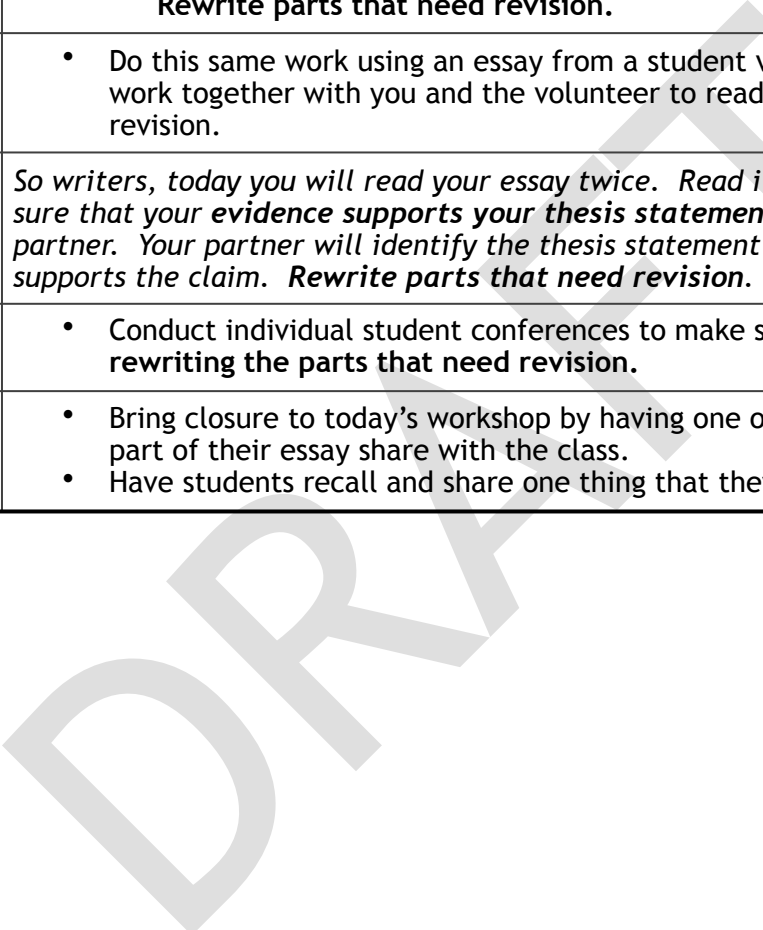 Rewrite parts that need revision.
• Do this same work using an essay from a student
work together with you and the volunteer to read
revision.
So writers, today you will read your essay twice. Read
sure that your evidence supports your thesis
partner. Your partner will identify the thesis statement
supports the claim. Rewrite parts that need revision.
• Conduct individual student conferences to make
rewriting the parts that need revision.
• Bring closure to today’s workshop by having one
part of their essay share with the class.
• Have students recall and share one thing that
DRAFT